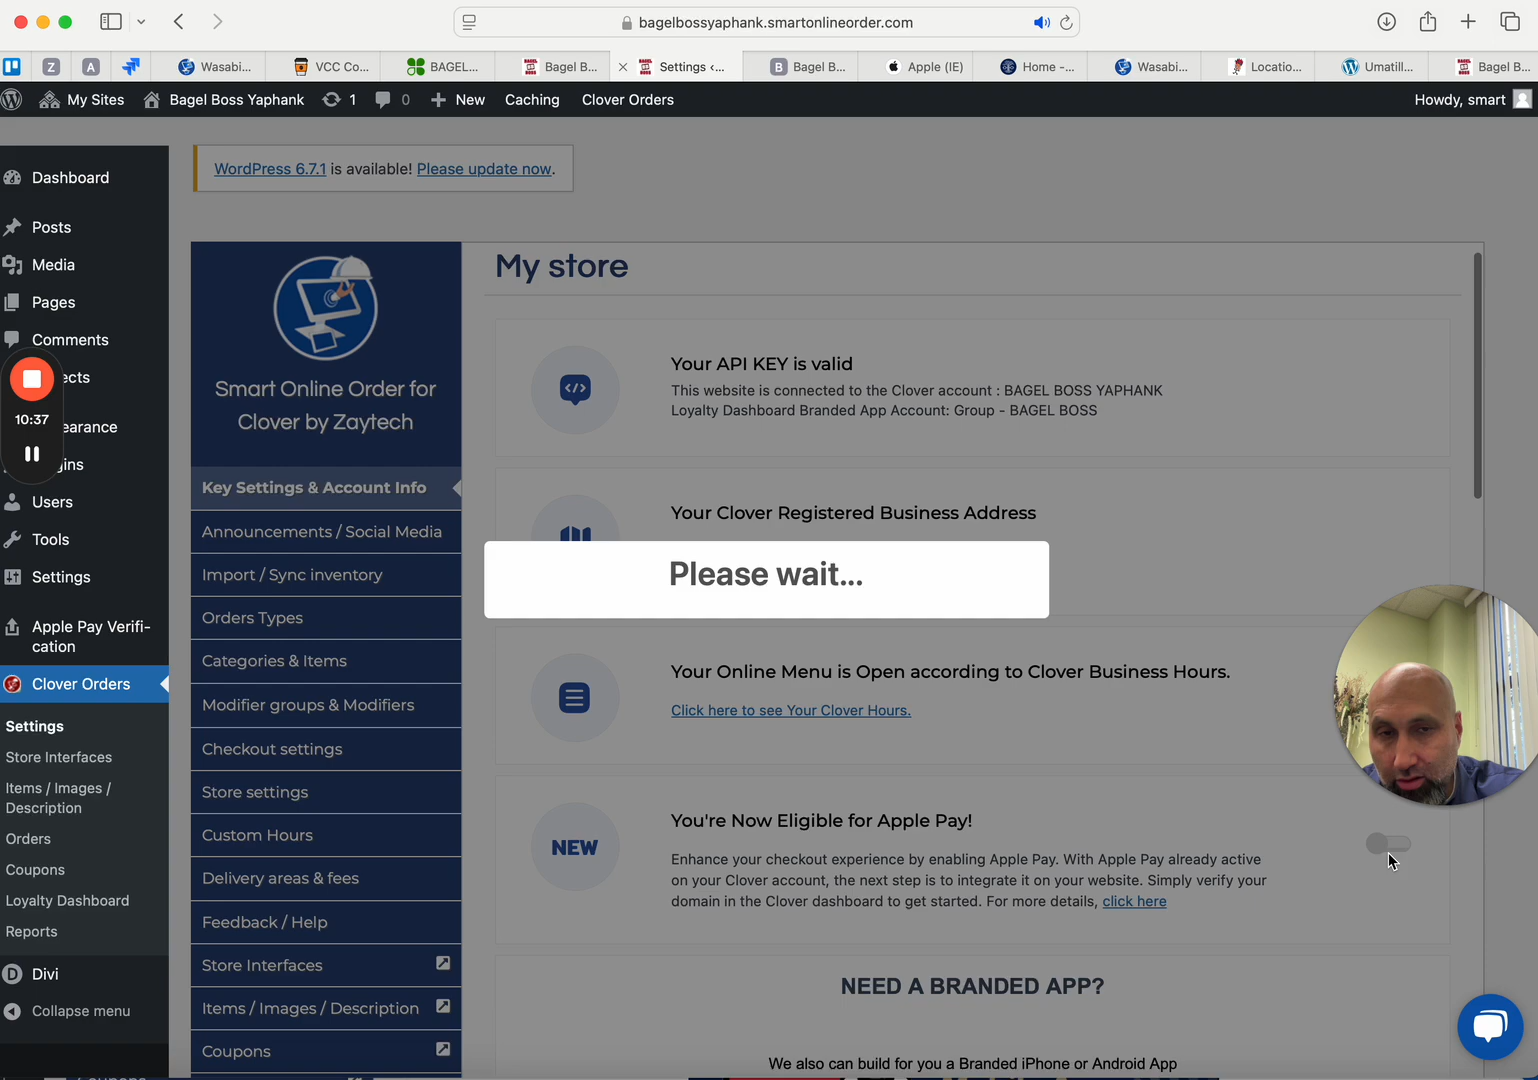 bagelbossyaphank.smartonlineorder.com
Z
A
Wasabi...
VCC Co...
BAGEL...
Bagel B...
Settings ‹...
B
Bagel B...
Apple (IE)
Home -...
Wasabi...
Locatio...
Umatill...
Bagel B...
My Sites
Bagel Boss Yaphank
1
0
New
Caching
Clover Orders
Howdy, smart
WordPress 6.7.1 is available! Please update now.
Dashboard
Posts
Media
Pages
Comments
ects
10:37
earance
gins
Users
Tools
Settings
Apple Pay Verifi-
cation
Clover Orders
Settings
Store Interfaces
Items / Images /
Description
Orders
Coupons
Loyalty Dashboard
Reports
Divi
Collapse menu
Smart Online Order for
Clover by Zaytech
Key Settings & Account Info
Announcements / Social Media
Import / Sync inventory
Orders Types
Categories & Items
Modifier groups & Modifiers
Checkout settings
Store settings
Custom Hours
Delivery areas & fees
Feedback / Help
Store Interfaces
Items / Images / Description
Coupons
My store
Your API KEY is valid
This website is connected to the Clover account : BAGEL BOSS YAPHANK
Loyalty Dashboard Branded App Account: Group - BAGEL BOSS
Your Clover Registered Business Address
Please wait...
Your Online Menu is Open according to Clover Business Hours.
Click here to see Your Clover Hours.
NEW
You're Now Eligible for Apple Pay!
Enhance your checkout experience by enabling Apple Pay. With Apple Pay already active
on your Clover account, the next step is to integrate it on your website. Simply verify your
domain in the Clover dashboard to get started. For more details, click here
NEED A BRANDED APP?
We also can build for you a Branded iPhone or Android App